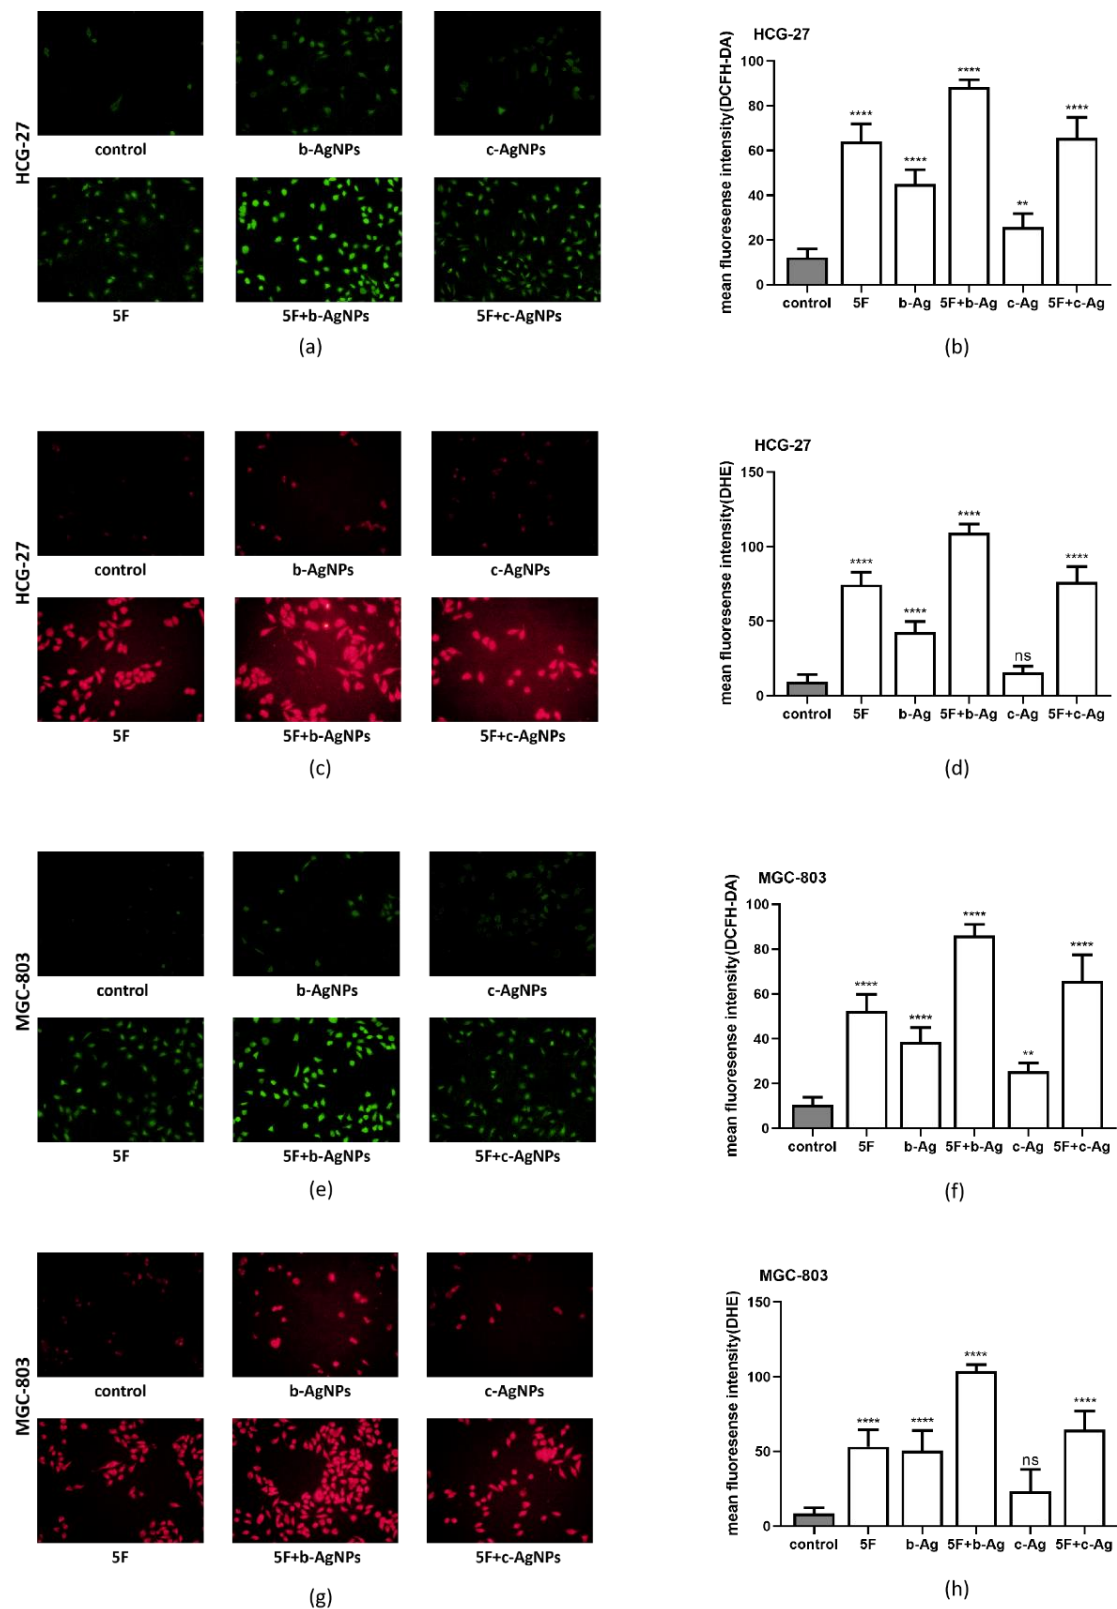 HCG-27
control
b-AgNPs
c-AgNPs
5F
5F+b-AgNPs
5F+c-AgNPs
(a)
HCG-27
mean fluoresense intensity(DCFH-DA)
100
80
60
40
20
0
****
****
****
**
****
control 5F b-Ag 5F+b-Ag c-Ag 5F+c-Ag
(b)
HCG-27
control
b-AgNPs
c-AgNPs
5F
5F+b-AgNPs
5F+c-AgNPs
(c)
HCG-27
mean fluoresense intensity(DHE)
150
100
50
0
****
****
****
ns
****
control 5F b-Ag 5F+b-Ag c-Ag 5F+c-Ag
(d)
MGC-803
control
b-AgNPs
c-AgNPs
5F
5F+b-AgNPs
5F+c-AgNPs
(e)
MGC-803
mean fluoresense intensity(DCFH-DA)
100
80
60
40
20
0
****
****
****
**
****
control 5F b-Ag 5F+b-Ag c-Ag 5F+c-Ag
(f)
MGC-803
control
b-AgNPs
c-AgNPs
5F
5F+b-AgNPs
5F+c-AgNPs
(g)
MGC-803
mean fluoresense intensity(DHE)
150
100
50
0
****
****
****
ns
****
control 5F b-Ag 5F+b-Ag c-Ag 5F+c-Ag
(h)